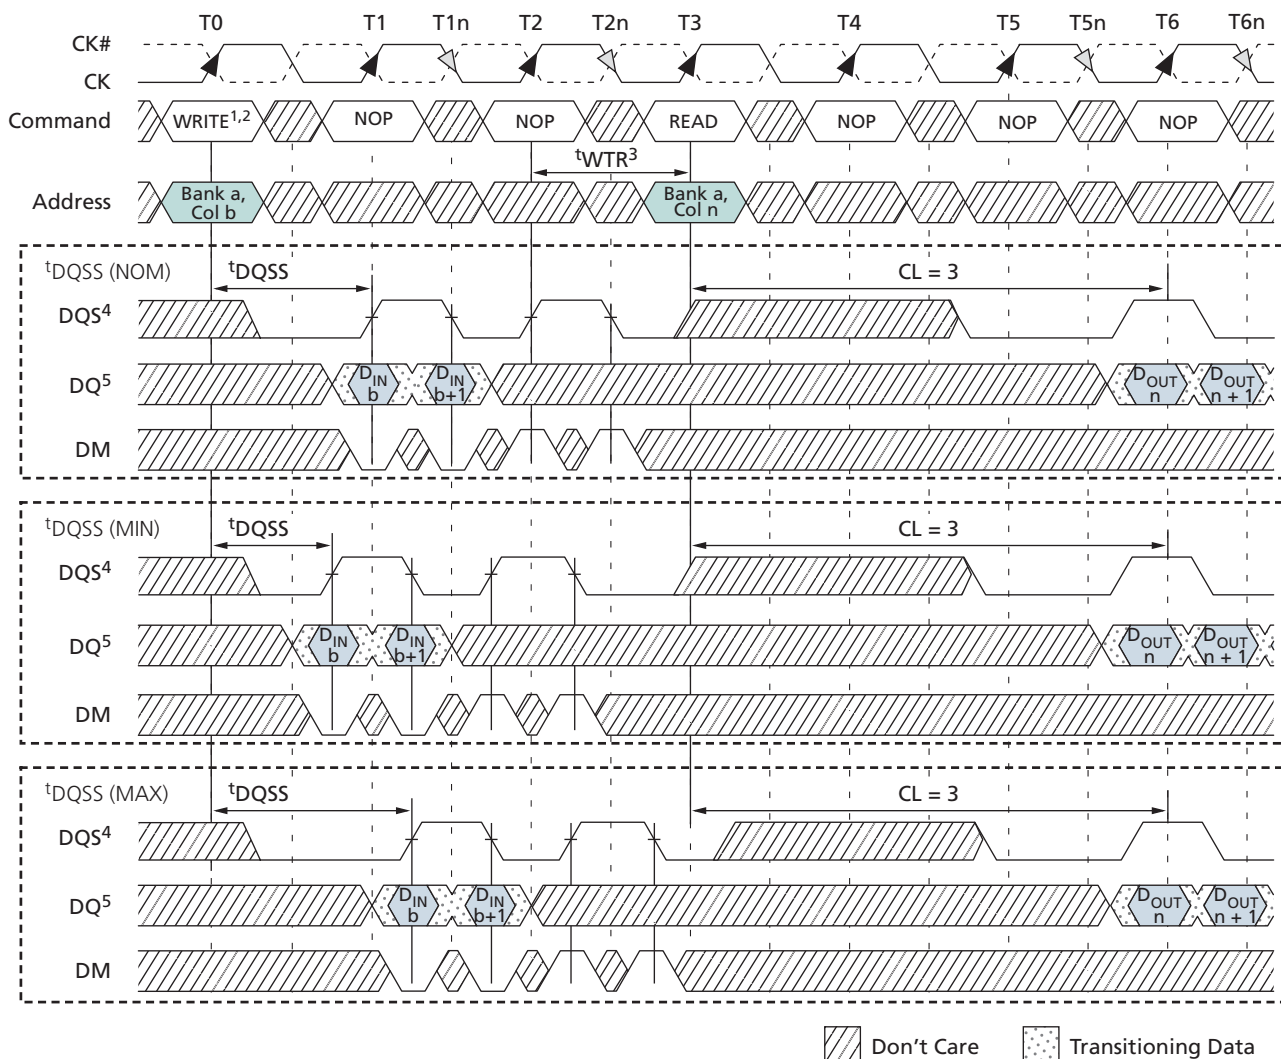 T0 T1 T1n T2 T2n T3 T4 T5 T5n T6 T6n
CK#
CK
Command WRITE1,2 NOP NOP READ NOP NOP NOP
tWTR3
Address Bank a, Col b Bank a, Col n
tDQSS (NOM) tDQSS CL = 3
DQS4
DQ5 DIN b DIN b+1 DOUT n DOUT n + 1
DM
tDQSS (MIN) tDQSS CL = 3
DQS4
DQ5 DIN b DIN b+1 DOUT n DOUT n + 1
DM
tDQSS (MAX) tDQSS CL = 3
DQS4
DQ5 DIN b DIN b+1 DOUT n DOUT n + 1
DM
Don't Care Transitioning Data